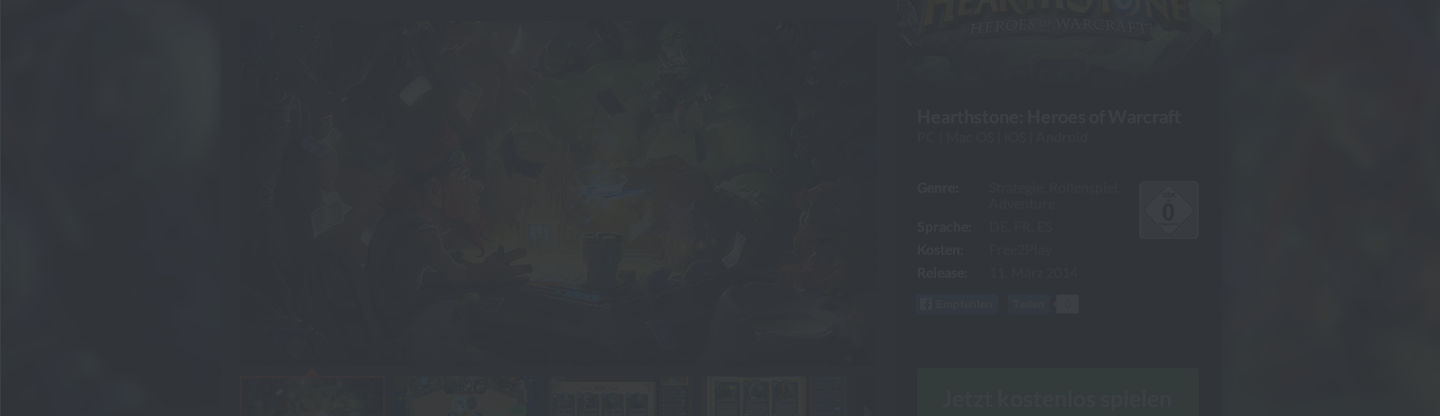 HEARTHSTONE
HEROES OF WARCRAFT
Hearthstone: Heroes of Warcraft
PC | Mac OS | iOS | Android
Genre: Strategie, Rollenspiel,
Adventure
0
Sprache: DE, FR, ES
Kosten: Free2Play
Release: 11. März 2014
Empfehlen Teilen
Jetzt kostenlos spielen